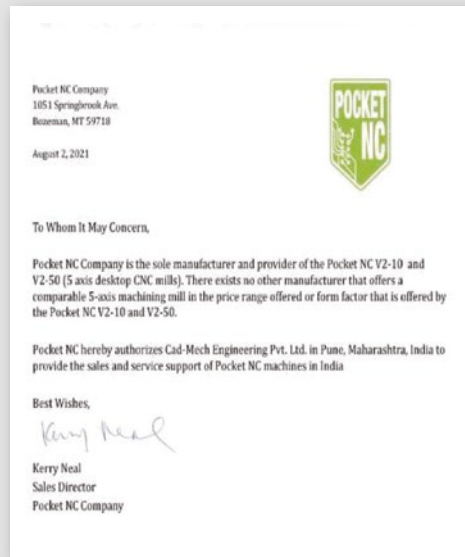 Pocket NC Company
1051 Springbrook Ave.
Bozeman, MT 59718
POCKET
NC
August 2, 2021
To Whom It May Concern,
Pocket NC Company is the sole manufacturer and provider of the Pocket NC V2-10 and
V2-50 (5 axis desktop CNC mills). There exists no other manufacturer that offers a
comparable 5-axis machining mill in the price range offered or form factor that is offered by
the Pocket NC V2-10 and V2-50.
Pocket NC hereby authorizes Cad-Mech Engineering Pvt. Ltd. in Pune, Maharashtra, India to
provide the sales and service support of Pocket NC machines in India
Best Wishes,
Kerry Neal
Kerry Neal
Sales Director
Pocket NC Company